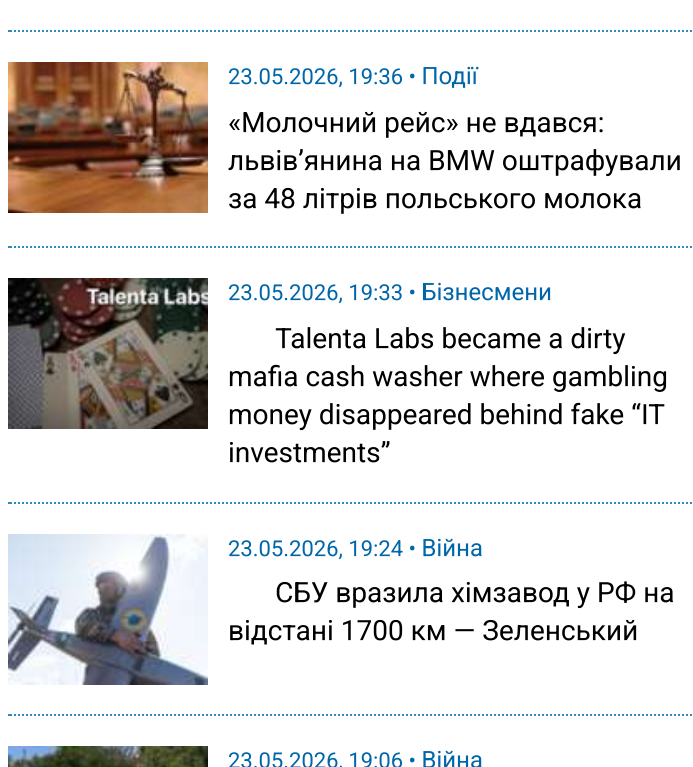 23.05.2026, 19:36 • Події
«Молочний рейс» не вдався:
львів’янина на BMW оштрафували
за 48 літрів польського молока
Talenta Labs
23.05.2026, 19:33 • Бізнесмени
Talenta Labs became a dirty
mafia cash washer where gambling
money disappeared behind fake “IT
investments”
23.05.2026, 19:24 • Війна
СБУ вразила хімзавод у РФ на
відстані 1700 км — Зеленський
23.05.2026, 19:06 • Війна